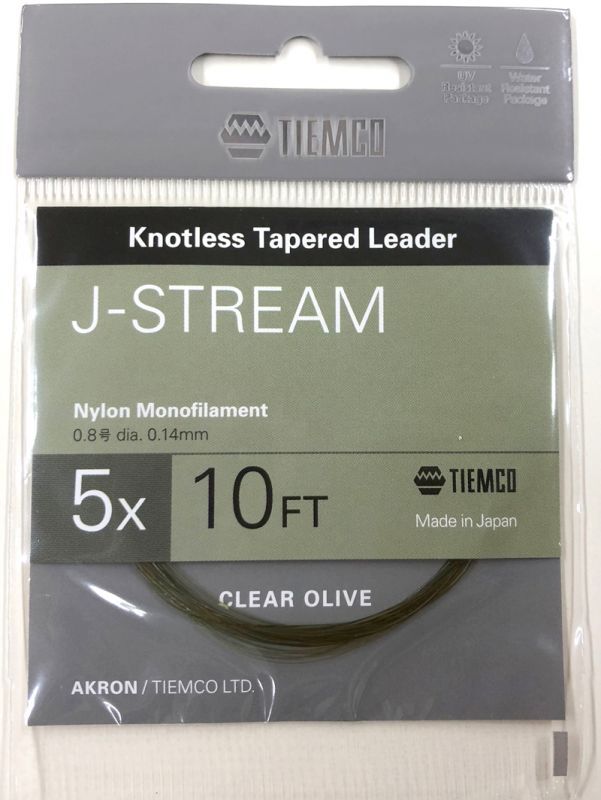 UV
Resistant
Package
Water
Resistant
Package
TIEMCO
Knotless Tapered Leader
J-STREAM
Nylon Monofilament
0.8号 dia. 0.14mm
5X 10FT
TIEMCO
Made in Japan
CLEAR OLIVE
AKRON / TIEMCO LTD.